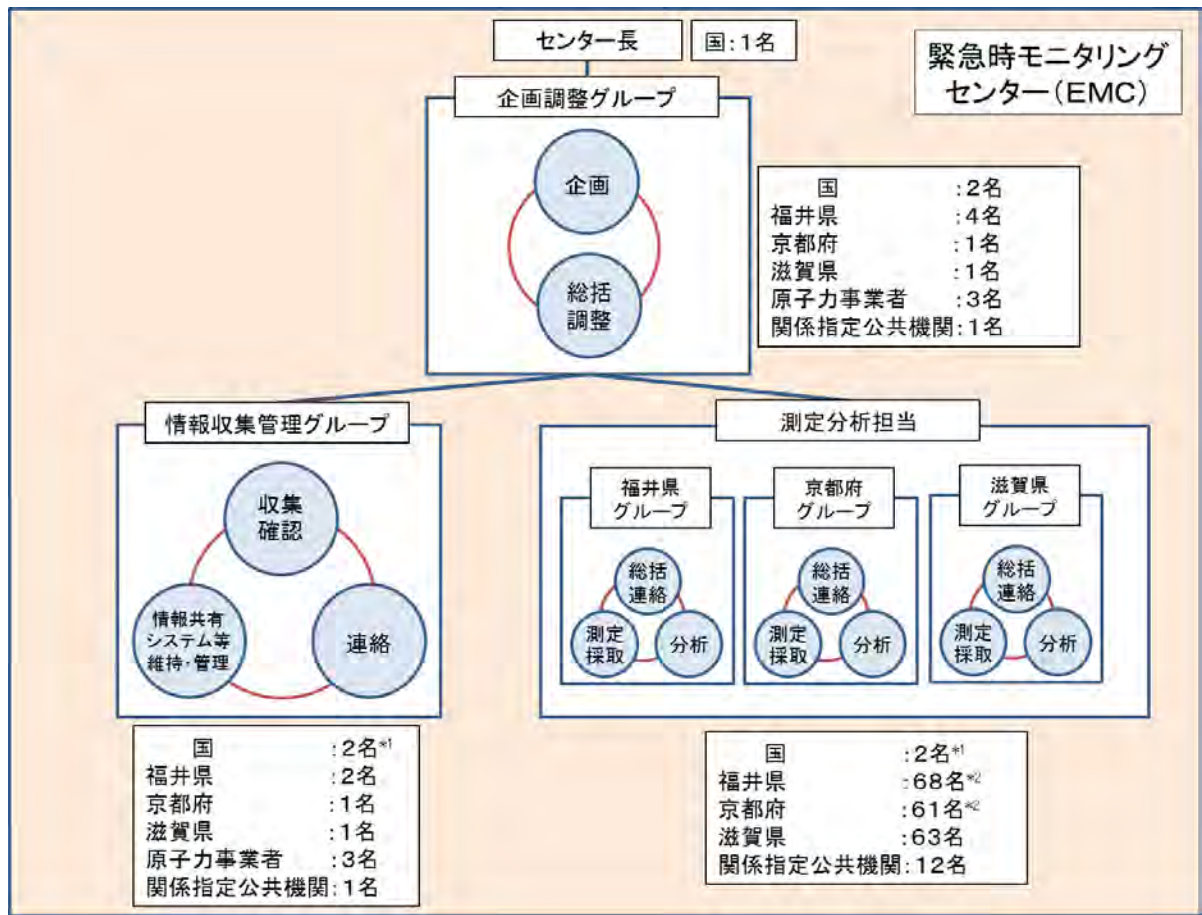 センター長
国:1名
緊急時モニタリング
センター(EMC)
企画調整グループ
企画
総括
調整
国 :2名
福井県 :4名
京都府 :1名
滋賀県 :1名
原子力事業者 :3名
関係指定公共機関:1名
情報収集管理グループ
収集
確認
情報共有
システム等
維持・管理
連絡
国 :2名*1
福井県 :2名
京都府 :1名
滋賀県 :1名
原子力事業者 :3名
関係指定公共機関:1名
測定分析担当
福井県
グループ
総括
連絡
測定
採取
分析
京都府
グループ
総括
連絡
測定
採取
分析
滋賀県
グループ
総括
連絡
測定
採取
分析
国 :2名*1
福井県 :68名*2
京都府 :61名*2
滋賀県 :63名
関係指定公共機関:12名